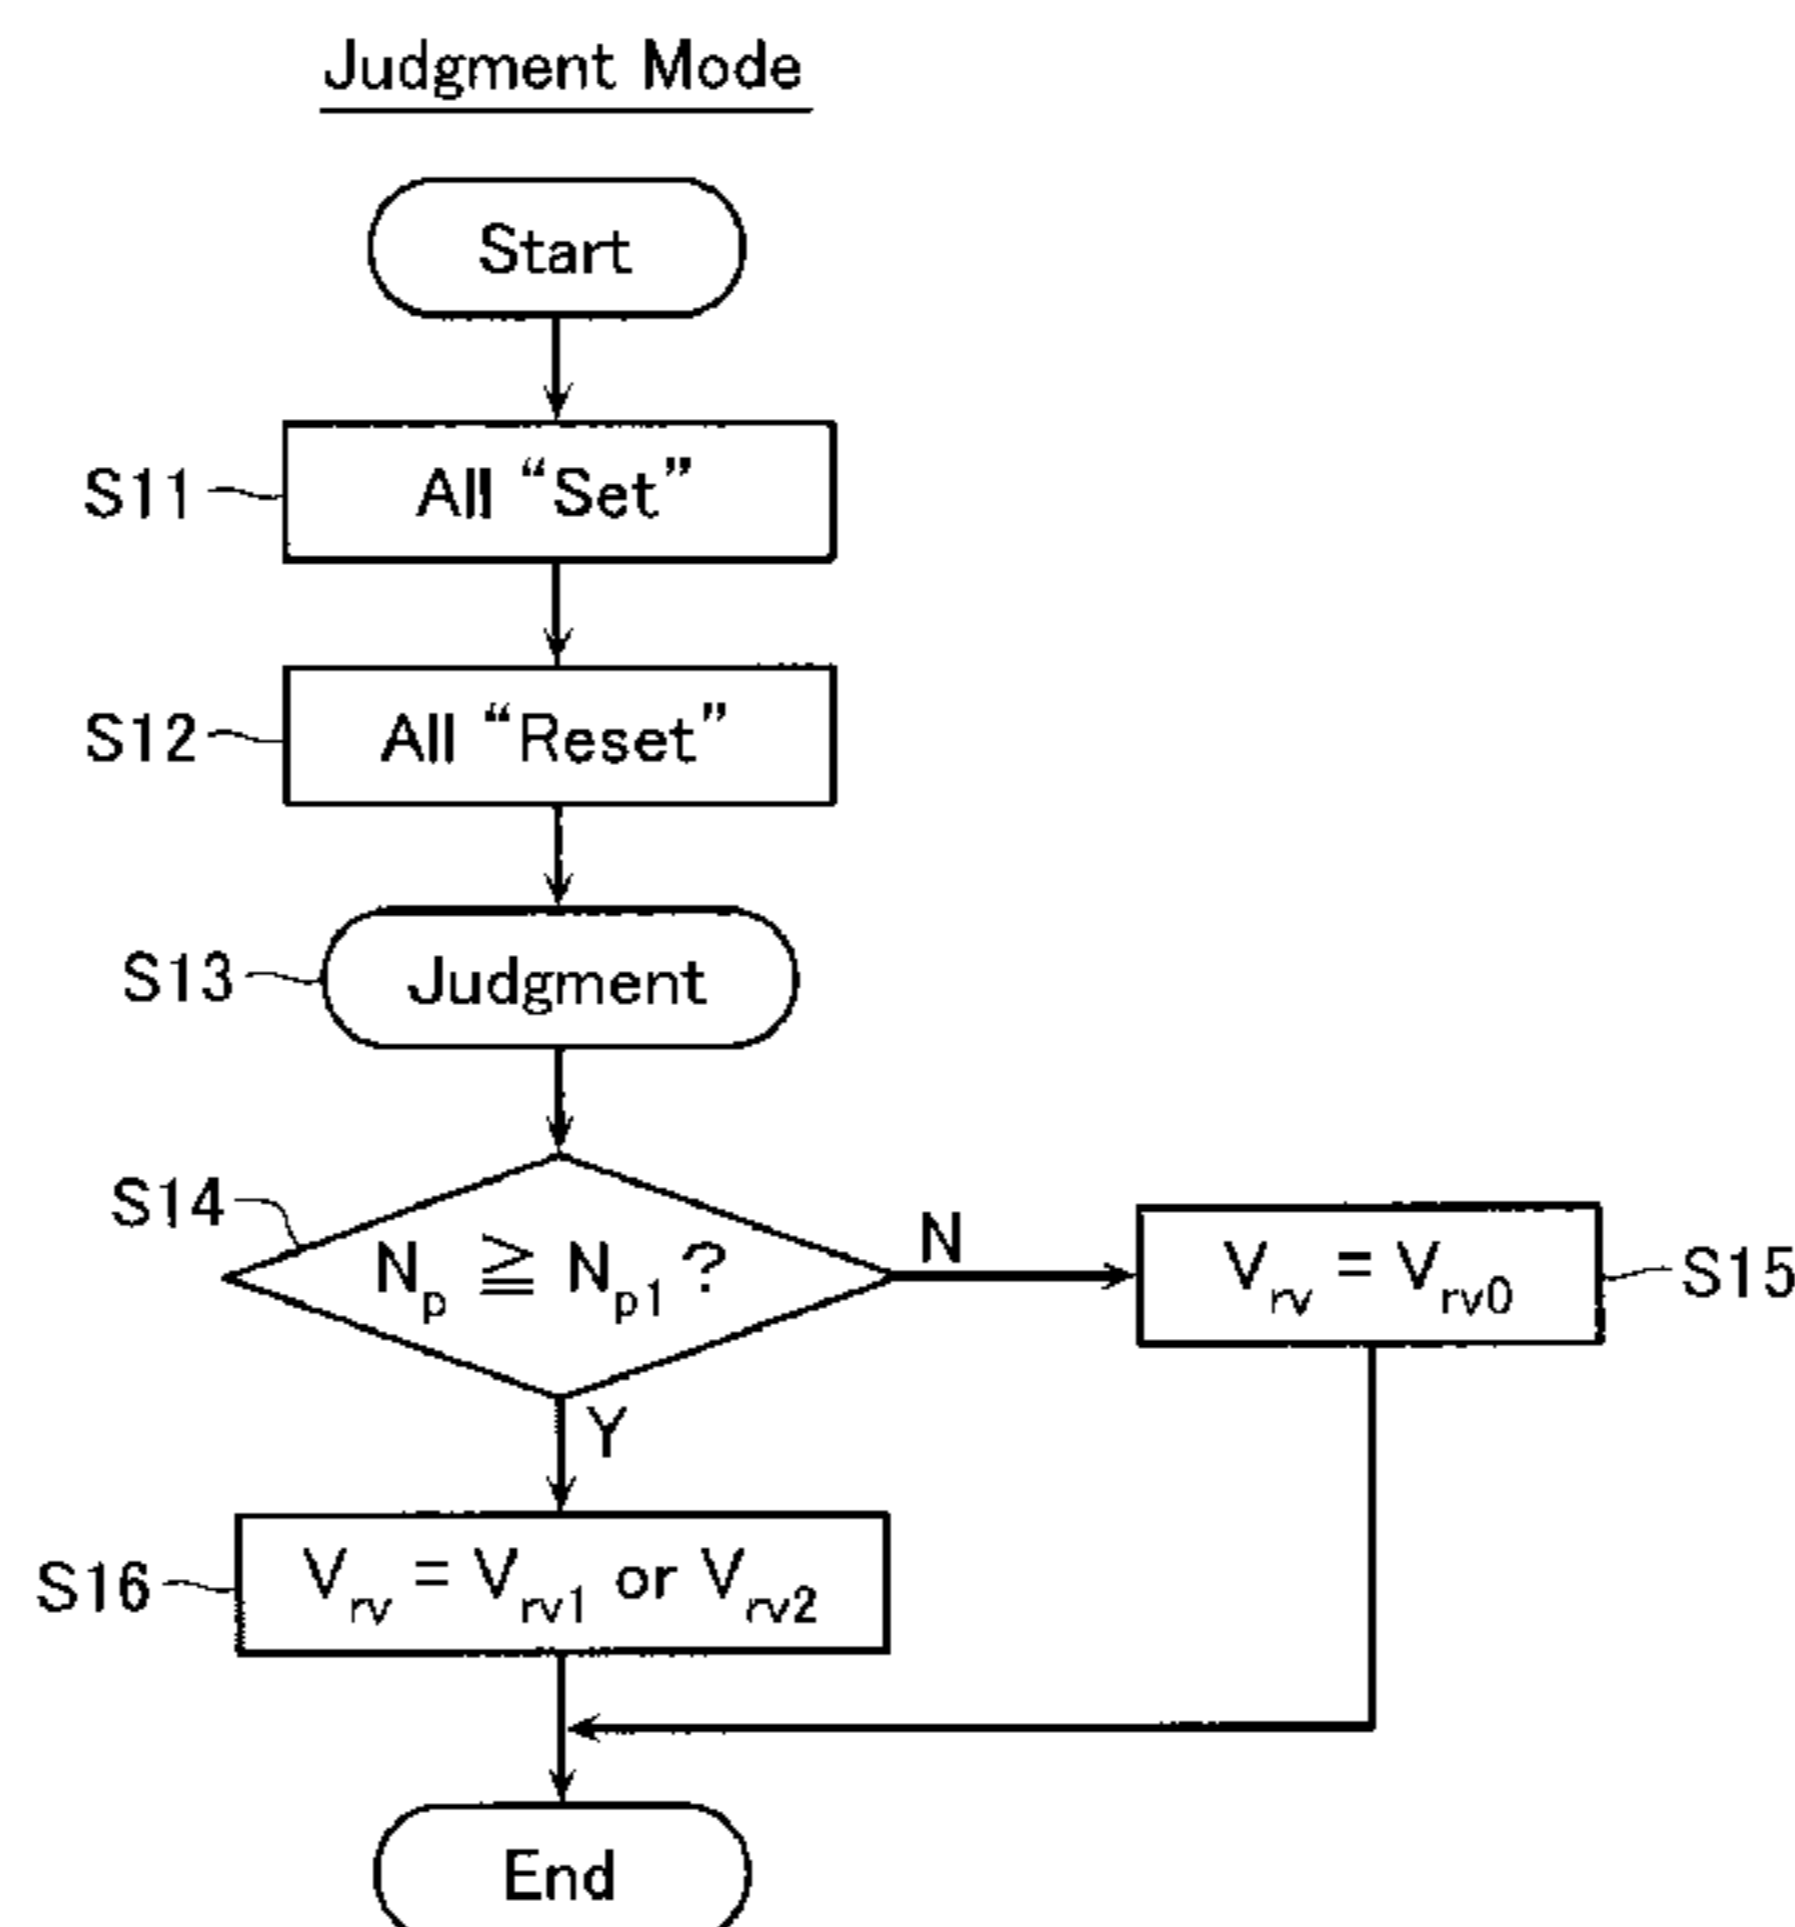 Judgment Mode
Start
S11
All “Set”
S12
All “Reset”
S13
Judgment
S14
Np ≧ Np1 ?
N
Vrv = Vrv0
S15
Y
S16
Vrv = Vrv1 or Vrv2
End